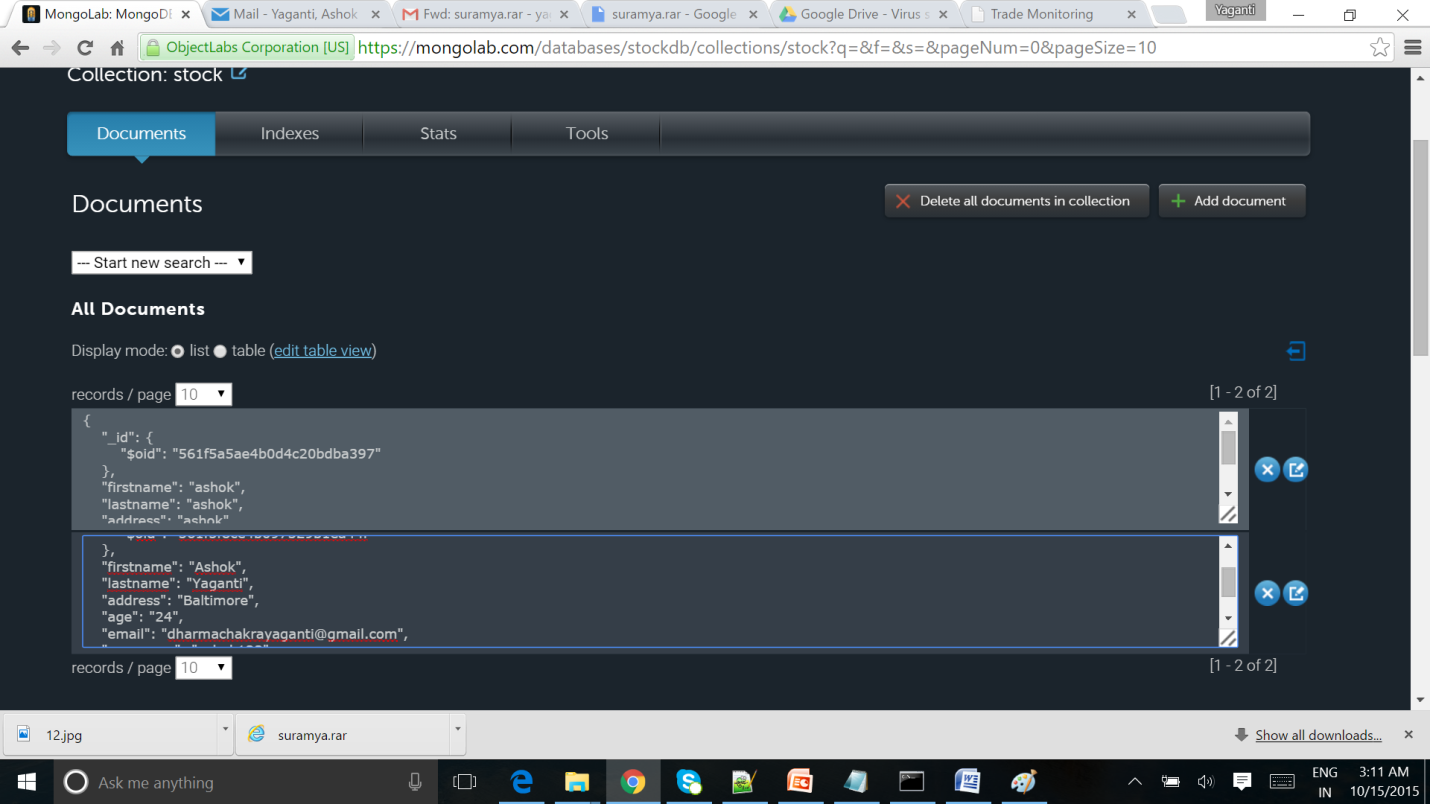 MongoLab: MongoDB
Mail - Yaganti, Ashok
Fwd: suramya.rar - ya
suramya.rar - Google
Google Drive - Virus s
Trade Monitoring
Yaganti
ObjectLabs Corporation [US]
https://mongolab.com/databases/stockdb/collections/stock?q=&f=&s=&pageNum=0&pageSize=10
Collection: stock
Documents
Indexes
Stats
Tools
Documents
Delete all documents in collection
Add document
--- Start new search ---
All Documents
Display mode: list table (edit table view)
records / page 10
[1 - 2 of 2]
{
"_id": {
"$oid": "561f5a5ae4b0d4c20bdba397"
},
"firstname": "ashok",
"lastname": "ashok",
"address": "ashok"
},
"firstname": "Ashok",
"lastname": "Yaganti",
"address": "Baltimore",
"age": "24",
"email": "dharmachakrayaganti@gmail.com",
records / page 10
[1 - 2 of 2]
12.jpg
suramya.rar
Show all downloads...
Ask me anything
ENG
IN
3:11 AM
10/15/2015